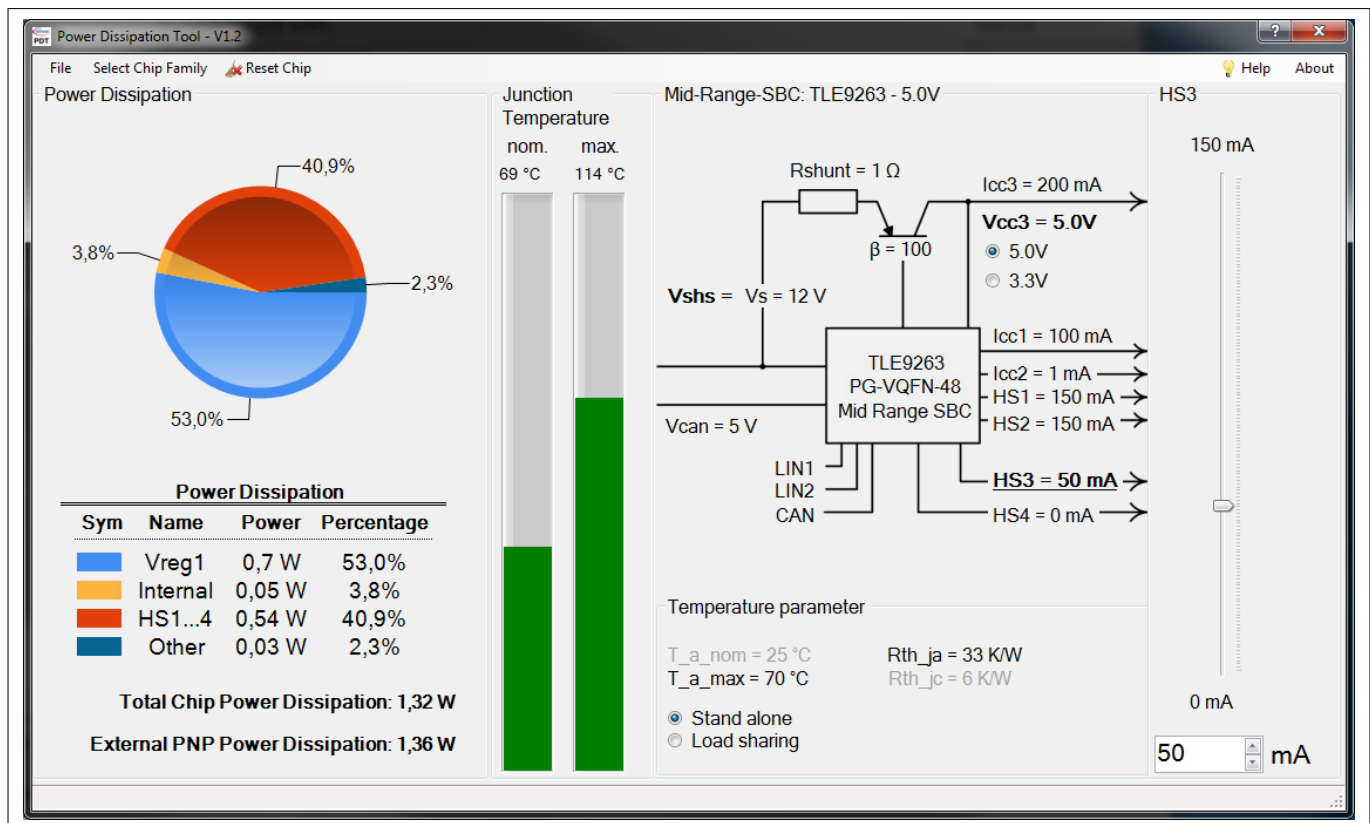 PDT
Power Dissipation Tool - V1.2
?
x
File
Select Chip Family
Reset Chip
Help
About
Power Dissipation
40,9%
3,8%
2,3%
53,0%
Power Dissipation
Sym Name Power Percentage
Vreg1 0,7 W 53,0%
Internal 0,05 W 3,8%
HS1...4 0,54 W 40,9%
Other 0,03 W 2,3%
Total Chip Power Dissipation: 1,32 W
External PNP Power Dissipation: 1,36 W
Junction
Temperature
nom. max.
69 °C 114 °C
Mid-Range-SBC: TLE9263 - 5.0V
Rshunt = 1 Ω
Icc3 = 200 mA
Vcc3 = 5.0V
β = 100
5.0V
3.3V
Vshs = Vs = 12 V
Icc1 = 100 mA
TLE9263
PG-VQFN-48
Mid Range SBC
Icc2 = 1 mA
HS1 = 150 mA
HS2 = 150 mA
Vcan = 5 V
LIN1
LIN2
CAN
HS3 = 50 mA
HS4 = 0 mA
Temperature parameter
T_a_nom = 25 °C Rth_ja = 33 K/W
T_a_max = 70 °C Rth_jc = 6 K/W
Stand alone
Load sharing
HS3
150 mA
0 mA
50 mA